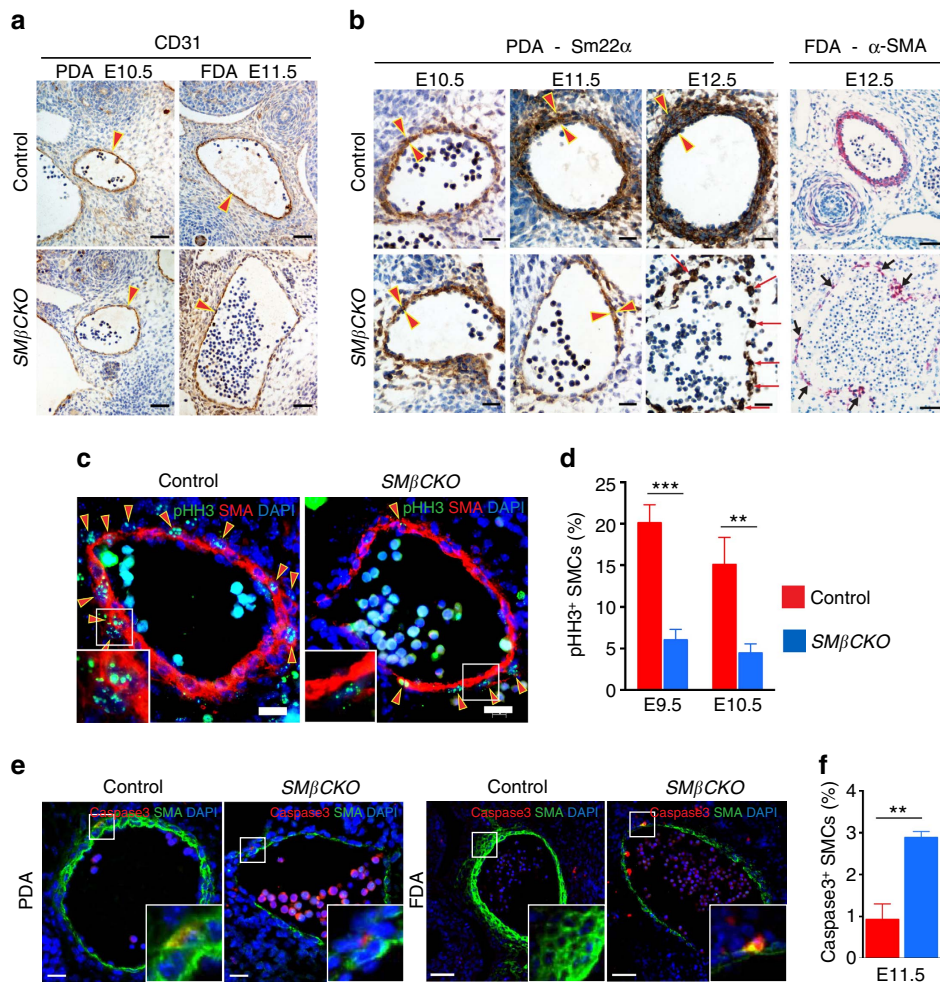 a
CD31
PDA E10.5
FDA E11.5
Control
SMβCKO
b
PDA - Sm22α
FDA - α-SMA
E10.5
E11.5
E12.5
E12.5
Control
SMβCKO
c
Control
SMβCKO
pHH3 SMA DAPI
pHH3 SMA DAPI
d
pHH3⁺ SMCs (%)
25
20
15
10
5
0
***
**
E9.5
E10.5
Control
SMβCKO
e
Control
SMβCKO
Control
SMβCKO
Caspase3 SMA DAPI
Caspase3 SMA DAPI
Caspase3 SMA DAPI
Caspase3 SMA DAPI
PDA
FDA
f
Caspase3⁺ SMCs (%)
4
3
2
1
0
**
E11.5